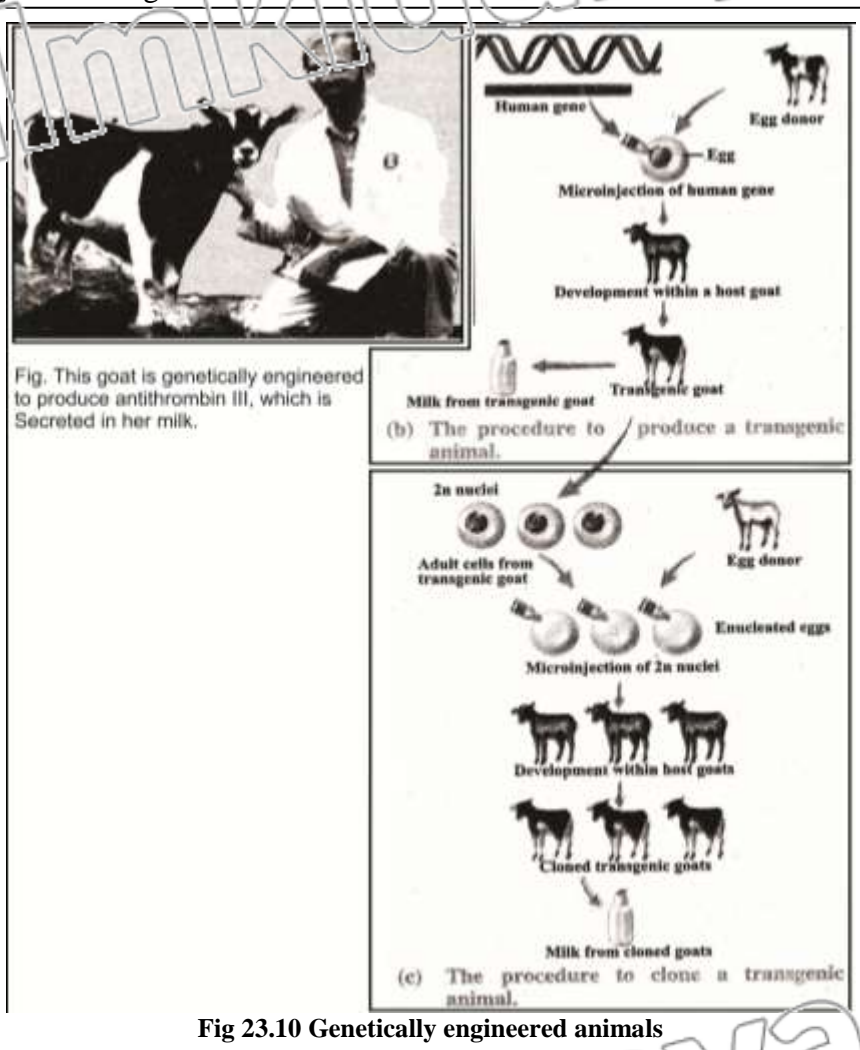 Human gene
Egg donor
Egg
Microinjection of human gene
Development within a host goat
Transgenic goat
Milk from transgenic goat
(b) The procedure to produce a transgenic
animal.
Fig. This goat is genetically engineered
to produce antithrombin III, which is
Secreted in her milk.
2n nuclei
Adult cells from
transgenic goat
Egg donor
Enucleated eggs
Microinjection of 2n nuclei
Development within host goats
Cloned transgenic goats
Milk from cloned goats
(c) The procedure to clone a transgenic
animal.
Fig 23.10 Genetically engineered animals